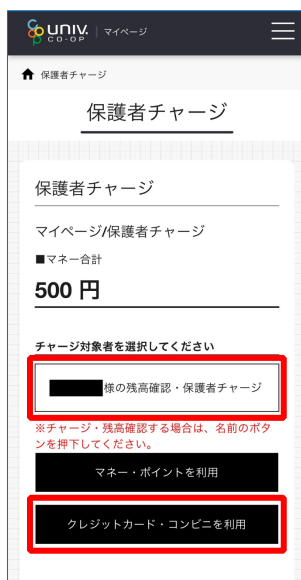 univ. CO-OP | マイページ
保護者チャージ
保護者チャージ
保護者チャージ
マイページ/保護者チャージ
■マネー合計
500 円
チャージ対象者を選択してください
様の残高確認・保護者チャージ
※チャージ・残高確認する場合は、名前のボタ
ンを押下してください。
マネー・ポイントを利用
クレジットカード・コンビニを利用